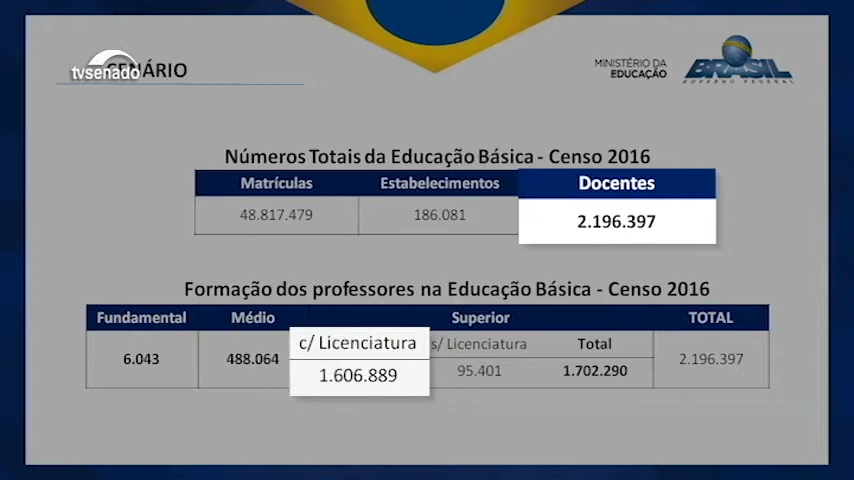 tvsenado
CENÁRIO
MINISTÉRIO DA
EDUCAÇÃO
BRASIL
GOVERNO FEDERAL
Números Totais da Educação Básica - Censo 2016
Matrículas Estabelecimentos Docentes
48.817.479 186.081 2.196.397
Formação dos professores na Educação Básica - Censo 2016
Fundamental Médio Superior TOTAL
c/ Licenciatura s/ Licenciatura Total
6.043 488.064 1.606.889 95.401 1.702.290 2.196.397